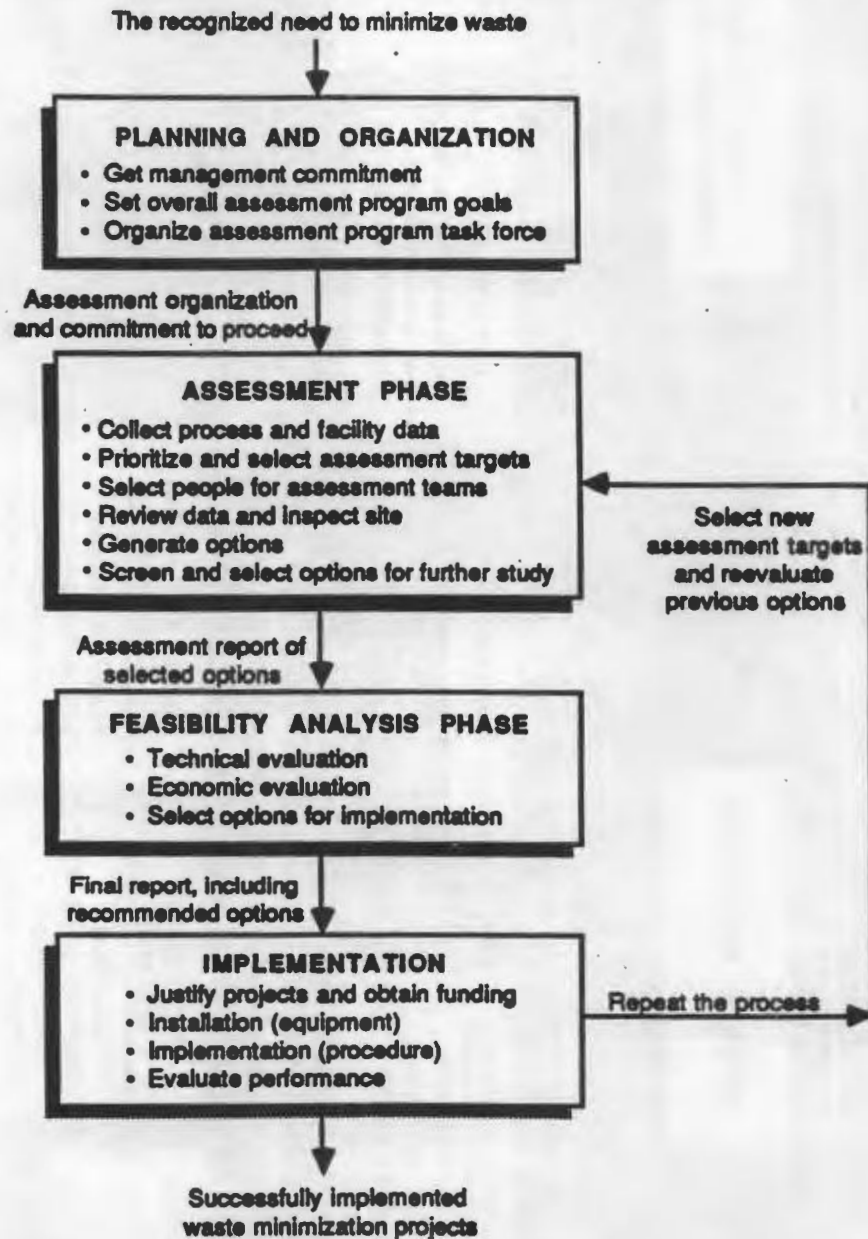 The recognized need to minimize waste
PLANNING AND ORGANIZATION
• Get management commitment
• Set overall assessment program goals
• Organize assessment program task force
Assessment organization
and commitment to proceed
ASSESSMENT PHASE
• Collect process and facility data
• Prioritize and select assessment targets
• Select people for assessment teams
• Review data and inspect site
• Generate options
• Screen and select options for further study
Select new
assessment targets
and reevaluate
previous options
Assessment report of
selected options
FEASIBILITY ANALYSIS PHASE
• Technical evaluation
• Economic evaluation
• Select options for implementation
Final report, including
recommended options
IMPLEMENTATION
• Justify projects and obtain funding
• Installation (equipment)
• Implementation (procedure)
• Evaluate performance
Repeat the process
Successfully implemented
waste minimization projects